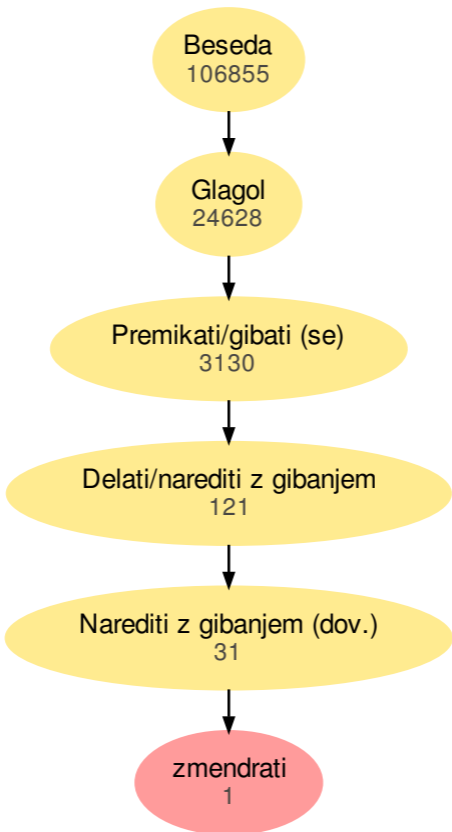 Beseda
106855
Glagol
24628
Premikati/gibati (se)
3130
Delati/narediti z gibanjem
121
Narediti z gibanjem (dov.)
31
zmendrati
1